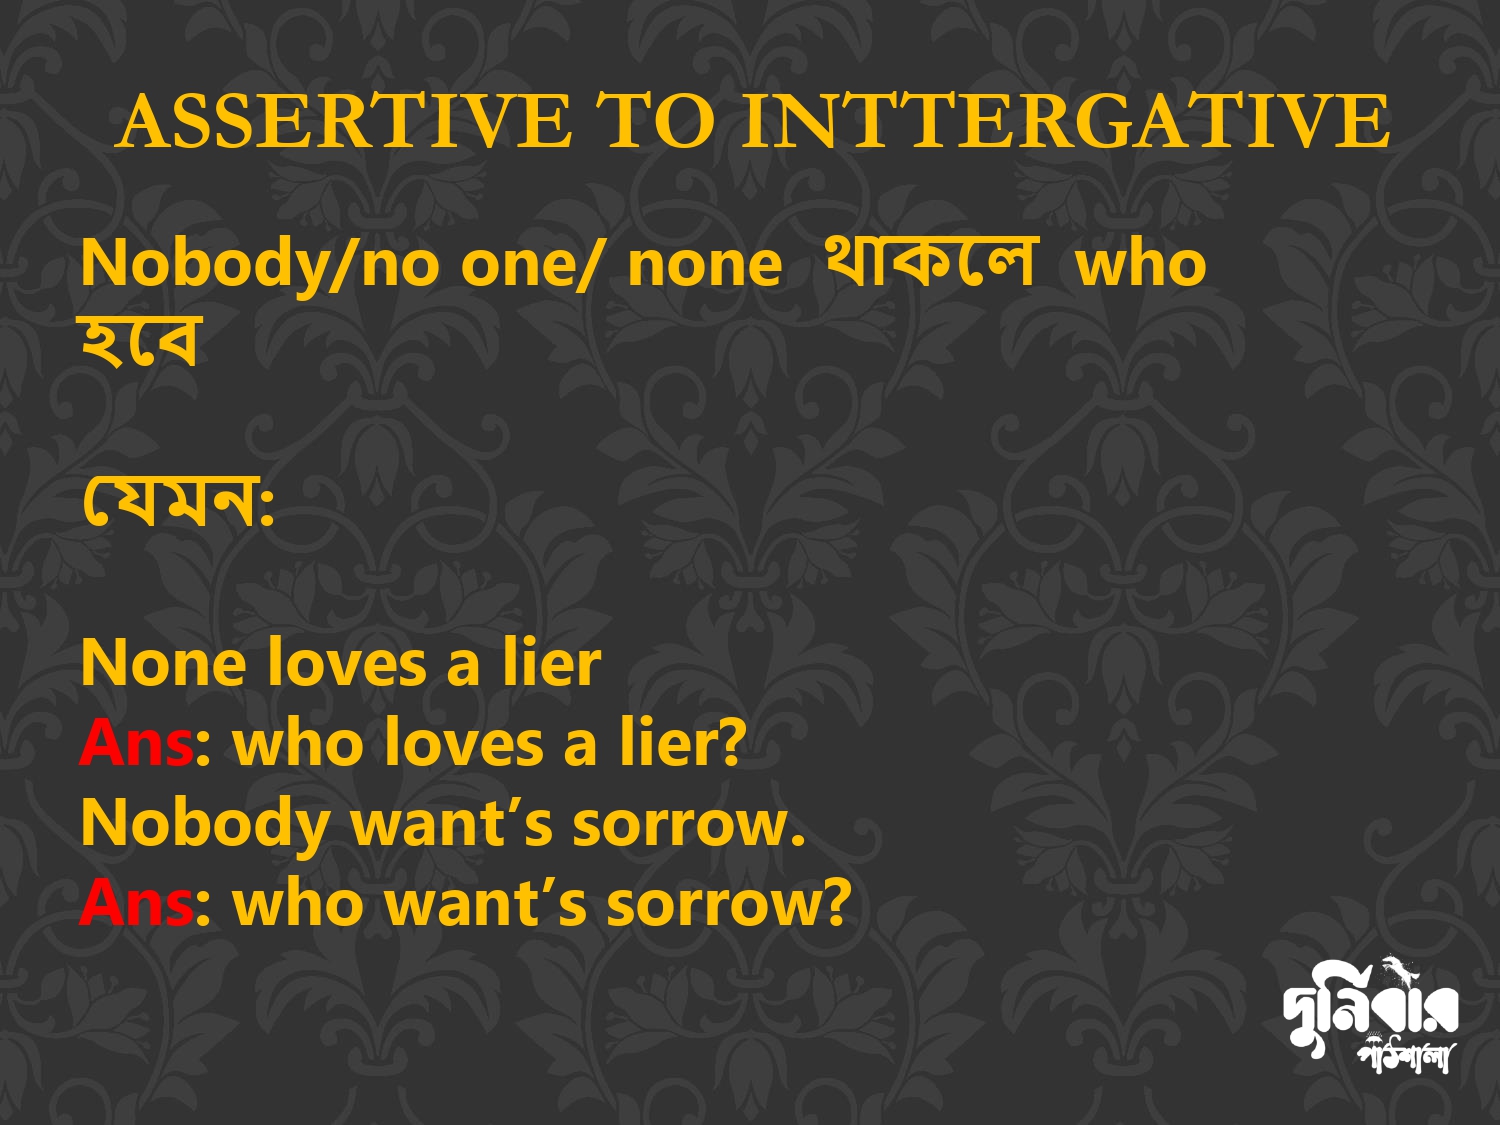 ASSERTIVE TO INTTERGATIVE
Nobody/no one/ none থাকলে who
হবে
যেমন:
None loves a lier
Ans: who loves a lier?
Nobody want’s sorrow.
Ans: who want’s sorrow?
দুর্নিবার
পাঠশালা